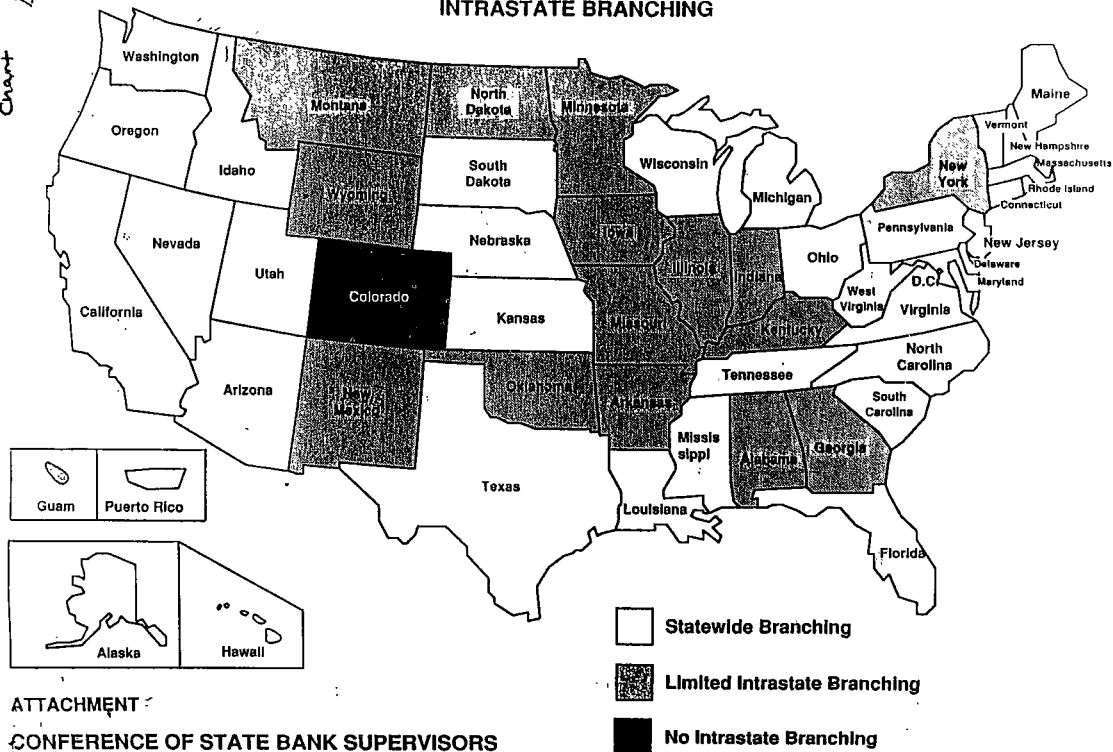 INTRASTATE BRANCHING
Chart
Washington
Oregon
Idaho
Montana
North
Dakota
Minnesota
South
Dakota
Wyoming
Wisconsin
Michigan
Maine
Vermont
New Hampshire
Massachusetts
New
York
Rhode Island
Connecticut
Nevada
Utah
California
Colorado
Nebraska
Kansas
Iowa
Illinois
Indiana
Missouri
Kentucky
Ohio
Pennsylvania
New Jersey
Delaware
Maryland
D.C.
West
Virginia
Virginia
North
Carolina
South
Carolina
Tennessee
Arizona
New
Mexico
Oklahoma
Arkansas
Texas
Louisiana
Missis
sippi
Alabama
Georgia
Florida
Guam
Puerto Rico
Alaska
Hawaii
Statewide Branching
Limited Intrastate Branching
No Intrastate Branching
ATTACHMENT
CONFERENCE OF STATE BANK SUPERVISORS